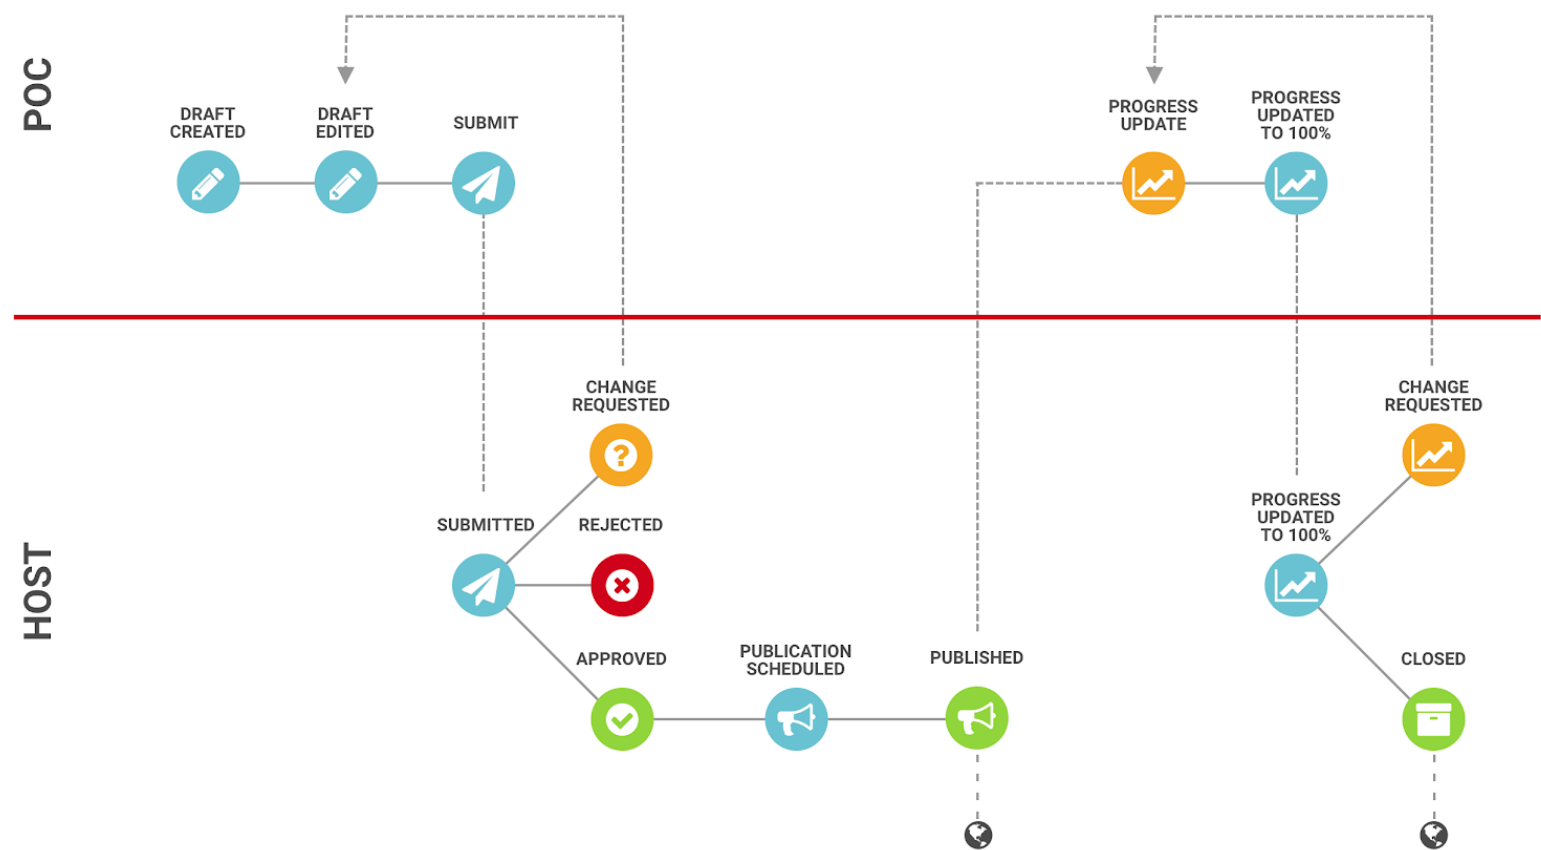 POC
DRAFT
CREATED
DRAFT
EDITED
SUBMIT
PROGRESS
UPDATE
PROGRESS
UPDATED
TO 100%
HOST
CHANGE
REQUESTED
SUBMITTED
REJECTED
APPROVED
PUBLICATION
SCHEDULED
PUBLISHED
CHANGE
REQUESTED
PROGRESS
UPDATED
TO 100%
CLOSED